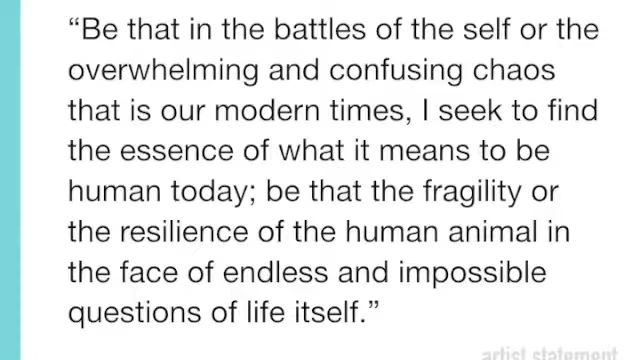 “Be that in the battles of the self or the
overwhelming and confusing chaos
that is our modern times, I seek to find
the essence of what it means to be
human today; be that the fragility or
the resilience of the human animal in
the face of endless and impossible
questions of life itself.”
artist statement